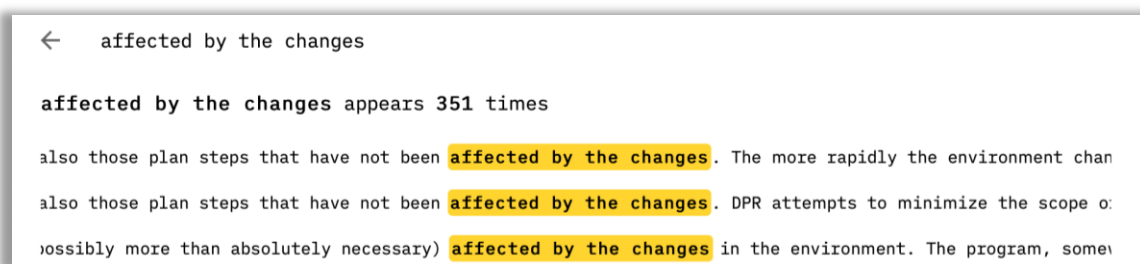 affected by the changes
affected by the changes appears 351 times
also those plan steps that have not been affected by the changes. The more rapidly the environment chan
also those plan steps that have not been affected by the changes. DPR attempts to minimize the scope o
possibly more than absolutely necessary) affected by the changes in the environment. The program, some